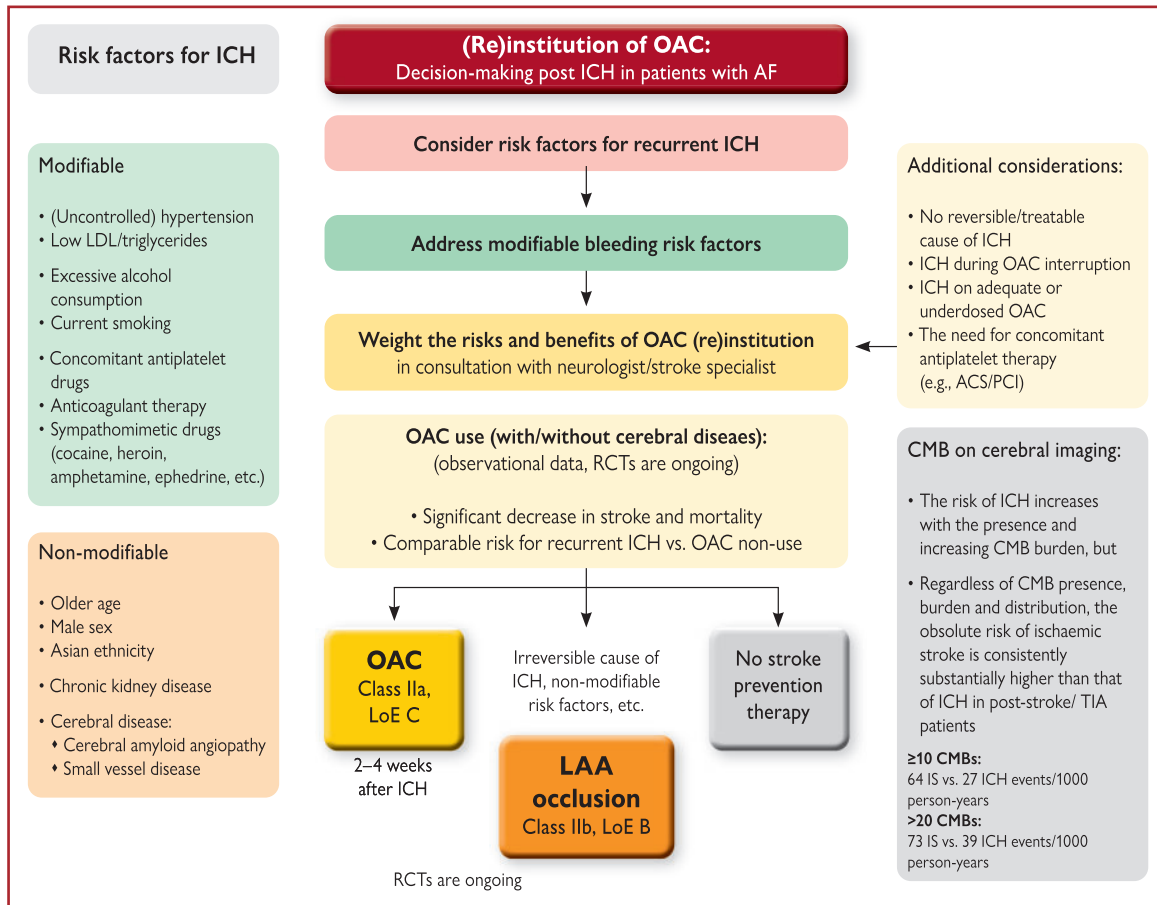 Risk factors for ICH
(Re)institution of OAC:
Decision-making post ICH in patients with AF
Consider risk factors for recurrent ICH
Address modifiable bleeding risk factors
Weight the risks and benefits of OAC (re)institution
in consultation with neurologist/stroke specialist
OAC use (with/without cerebral diseaes):
(observational data, RCTs are ongoing)
• Significant decrease in stroke and mortality
• Comparable risk for recurrent ICH vs. OAC non-use
Modifiable
• (Uncontrolled) hypertension
• Low LDL/triglycerides
• Excessive alcohol
consumption
• Current smoking
• Concomitant antiplatelet
drugs
• Anticoagulant therapy
• Sympathomimetic drugs
(cocaine, heroin,
amphetamine, ephedrine, etc.)
Non-modifiable
• Older age
• Male sex
• Asian ethnicity
• Chronic kidney disease
• Cerebral disease:
♦ Cerebral amyloid angiopathy
♦ Small vessel disease
Additional considerations:
• No reversible/treatable
cause of ICH
• ICH during OAC interruption
• ICH on adequate or
underdosed OAC
• The need for concomitant
antiplatelet therapy
(e.g., ACS/PCI)
CMB on cerebral imaging:
• The risk of ICH increases
with the presence and
increasing CMB burden, but
• Regardless of CMB presence,
burden and distribution, the
absolute risk of ischaemic
stroke is consistently
substantially higher than that
of ICH in post-stroke/ TIA
patients
≥10 CMBs:
64 IS vs. 27 ICH events/1000
person-years
>20 CMBs:
73 IS vs. 39 ICH events/1000
person-years
OAC
Class IIa,
LoE C
2–4 weeks
after ICH
Irreversible cause of
ICH, non-modifiable
risk factors, etc.
LAA
occlusion
Class IIb, LoE B
No stroke
prevention
therapy
RCTs are ongoing